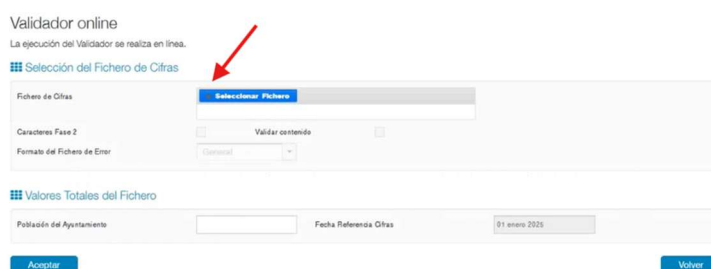 Validador online
La ejecución del Validador se realiza en línea.
Selección del Fichero de Cifras
Fichero de Cifras
Seleccionar Fichero
Caracteres Fase 2 Validar contenido
Formato del Fichero de Error General
Valores Totales del Fichero
Población del Ayuntamiento Fecha Referencia Cifras 01 enero 2025
Aceptar Volver